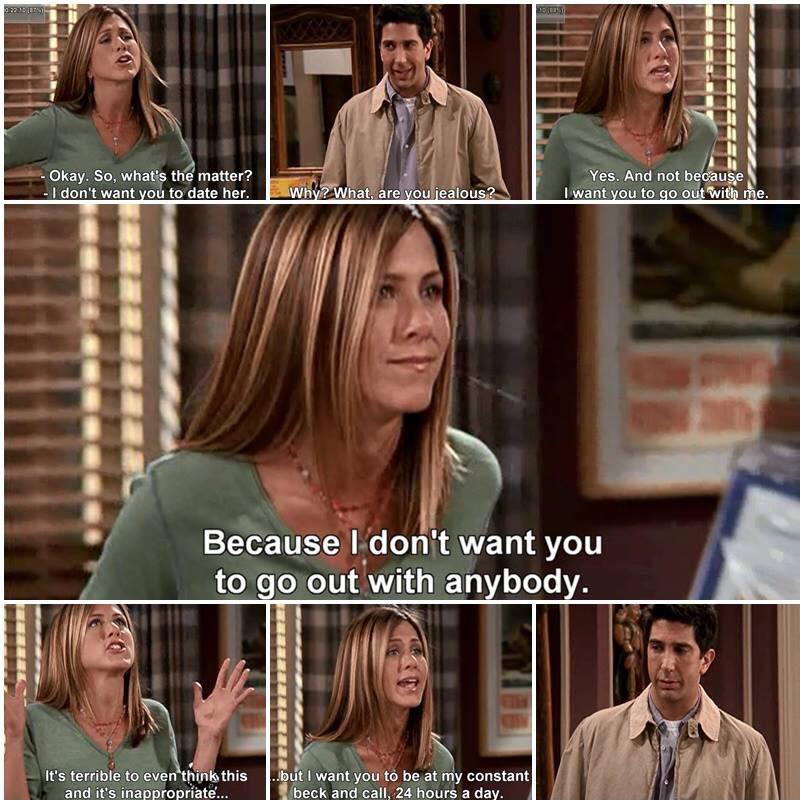 - Okay. So, what's the matter?
- I don't want you to date her.
Why? What, are you jealous?
Yes. And not because
I want you to go out with me.
Because I don't want you
to go out with anybody.
It's terrible to even think this
and it's inappropriate...
...but I want you to be at my constant
beck and call, 24 hours a day.